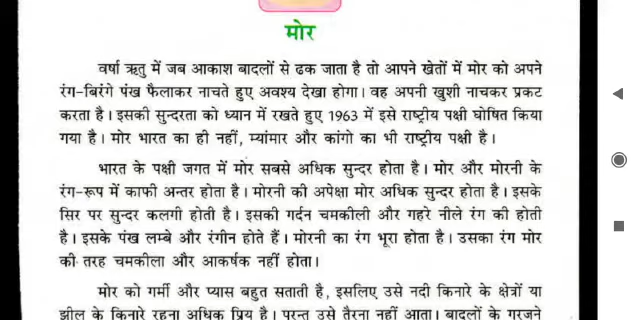 मोर
वर्षा ऋतु में जब आकाश बादलों से ढक जाता है तो आपने खेतों में मोर को अपने
रंग-बिरंगे पंख फैलाकर नाचते हुए अवश्य देखा होगा। वह अपनी खुशी नाचकर प्रकट
करता है। इसकी सुन्दरता को ध्यान में रखते हुए 1963 में इसे राष्ट्रीय पक्षी घोषित किया
गया है। मोर भारत का ही नहीं, म्यांमार और कांगो का भी राष्ट्रीय पक्षी है।
भारत के पक्षी जगत में मोर सबसे अधिक सुन्दर होता है। मोर और मोरनी के
रंग-रूप में काफी अन्तर होता है। मोरनी की अपेक्षा मोर अधिक सुन्दर होता है। इसके
सिर पर सुन्दर कलगी होती है। इसकी गर्दन चमकीली और गहरे नीले रंग की होती
है। इसके पंख लम्बे और रंगीन होते हैं। मोरनी का रंग भूरा होता है। उसका रंग मोर
की तरह चमकीला और आकर्षक नहीं होता।
मोर को गर्मी और प्यास बहुत सताती है, इसलिए उसे नदी किनारे के क्षेत्रों या
झील के किनारे रहना अधिक प्रिय है। परन्तु उसे तैरना नहीं आता। बादलों के गरजने